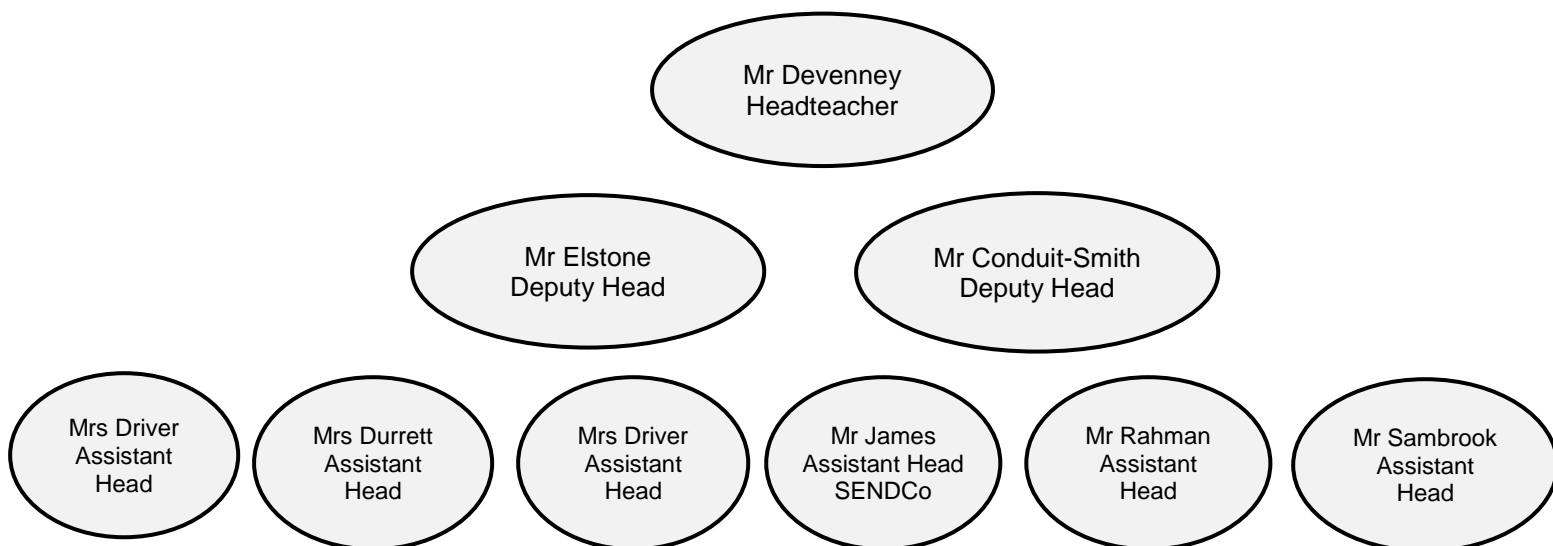 Mr Devenney
Headteacher
Mr Elstone
Deputy Head
Mr Conduit-Smith
Deputy Head
Mrs Driver
Assistant
Head
Mrs Durrett
Assistant
Head
Mrs Driver
Assistant
Head
Mr James
Assistant Head
SENDCo
Mr Rahman
Assistant
Head
Mr Sambrook
Assistant
Head